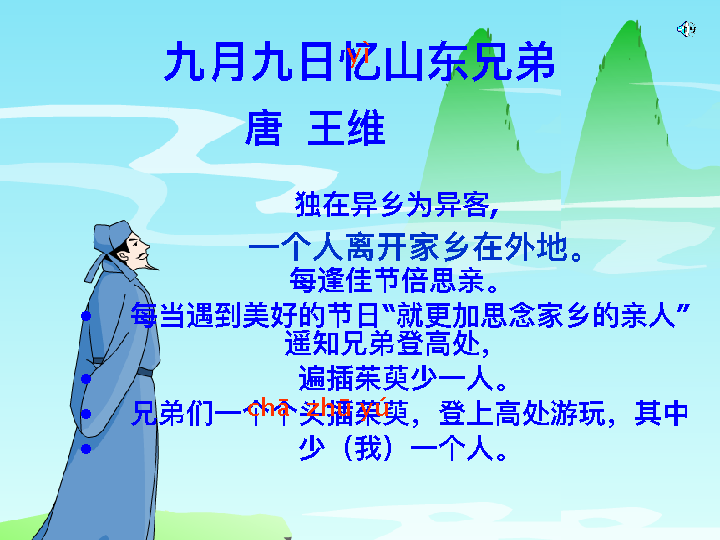 九月九日忆山东兄弟
yì
唐 王维
独在异乡为异客,
一个人离开家乡在外地。
每逢佳节倍思亲。
• 每当遇到美好的节日“就更加思念家乡的亲人”
遥知兄弟登高处，
• 遍插茱萸少一人。
chā zhū yú
• 兄弟们一个个头插茱萸，登上高处游玩，其中
• 少（我）一个人。